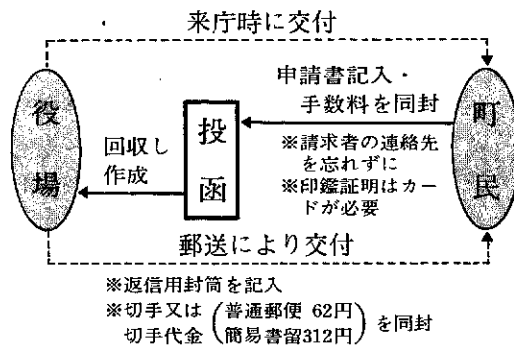 来庁時に交付
役場
町民
投函
申請書記入・
手数料を同封
※請求者の連絡先
を忘れずに
※印鑑証明はカー
ドが必要
回収し
作成
郵送により交付
※返信用封筒を記入
※切手又は(普通郵便 62円)を同封
切手代金(簡易書留312円)